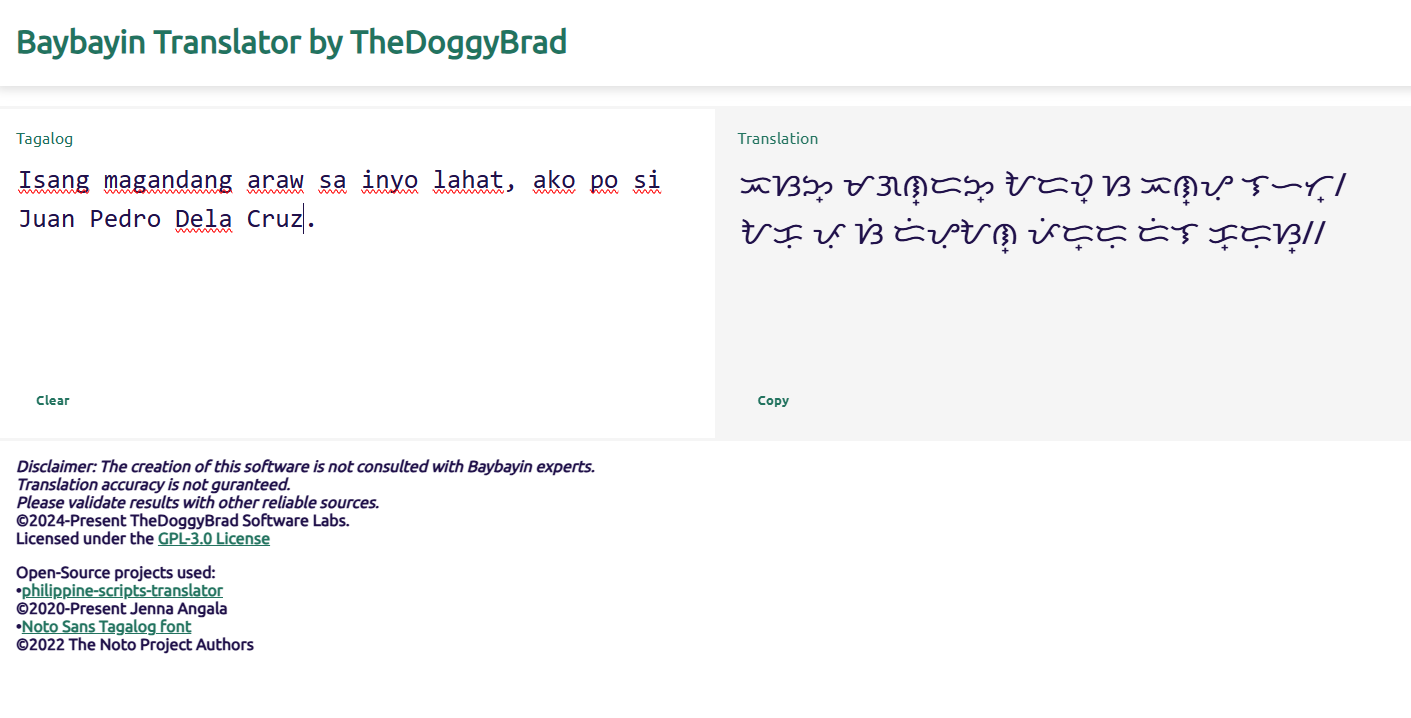 Baybayin Translator by TheDoggyBrad
Tagalog
Isang magandang araw sa inyo lahat, ako po si
Juan Pedro Dela Cruz.
Clear
Translation
ᜁᜐᜅ᜔ ᜋᜄᜈ᜔ᜇᜅ᜔ ᜀᜇᜏ᜔ ᜐ ᜁᜈ᜔ᜌᜓ ᜎᜑᜆ᜔᜵
ᜀᜃᜓ ᜉᜓ ᜐᜒ ᜇᜒᜌᜓᜀᜈ᜔ ᜉᜒᜇ᜔ᜇᜓ ᜇᜒᜎ ᜃ᜔ᜇᜓᜐ᜔᜶
Copy
Disclaimer: The creation of this software is not consulted with Baybayin experts.
Translation accuracy is not guranteed.
Please validate results with other reliable sources.
©2024-Present TheDoggyBrad Software Labs.
Licensed under the GPL-3.0 License
Open-Source projects used:
•philippine-scripts-translator
©2020-Present Jenna Angala
•Noto Sans Tagalog font
©2022 The Noto Project Authors